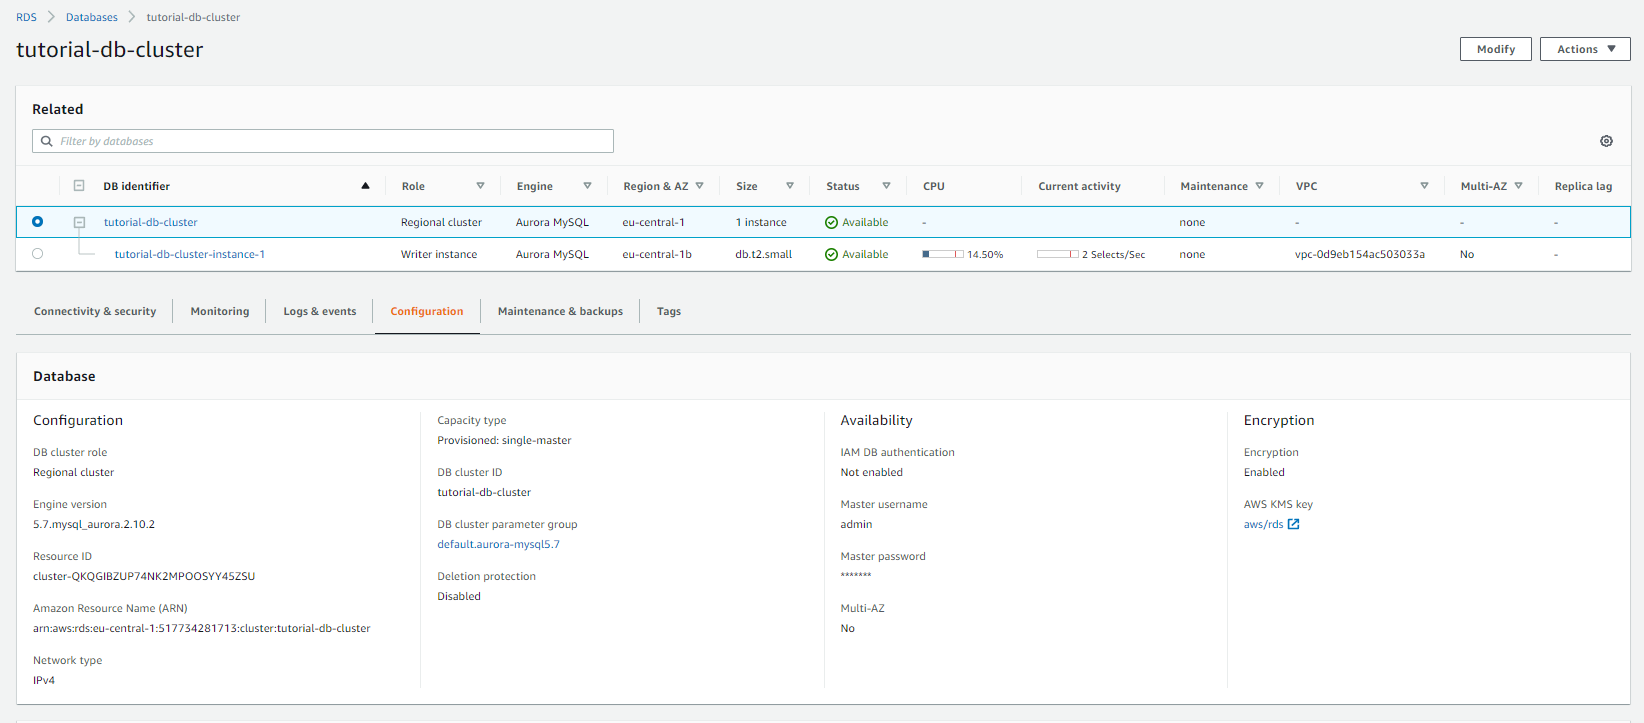 RDS Databases tutorial-db-cluster
tutorial-db-cluster
Modify Actions
Related
Filter by databases
DB identifier Role Engine Region & AZ Size Status CPU Current activity Maintenance VPC Multi-AZ Replica lag
tutorial-db-cluster Regional cluster Aurora MySQL eu-central-1 1 instance Available - none - - -
tutorial-db-cluster-instance-1 Writer instance Aurora MySQL eu-central-1b db.t2.small Available 14.50% 2 Selects/Sec none vpc-0d9eb154ac503033a No -
Connectivity & security Monitoring Logs & events Configuration Maintenance & backups Tags
Database
Configuration
DB cluster role
Regional cluster
Engine version
5.7.mysql_aurora.2.10.2
Resource ID
cluster-QKQGIBZUP74NK2MPOOSYY45ZSU
Amazon Resource Name (ARN)
arn:aws:rds:eu-central-1:517734281713:cluster:tutorial-db-cluster
Network type
IPv4
Capacity type
Provisioned: single-master
DB cluster ID
tutorial-db-cluster
DB cluster parameter group
default.aurora-mysql5.7
Deletion protection
Disabled
Availability
IAM DB authentication
Not enabled
Master username
admin
Master password
*******
Multi-AZ
No
Encryption
Encryption
Enabled
AWS KMS key
aws/rds